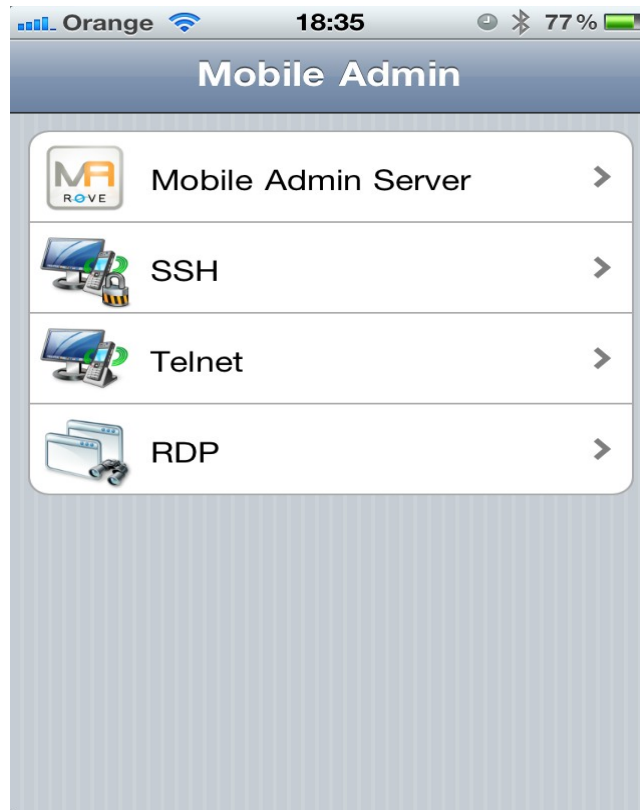 Orange 18:35 77%
Mobile Admin
MA
ROVE
Mobile Admin Server
SSH
Telnet
RDP